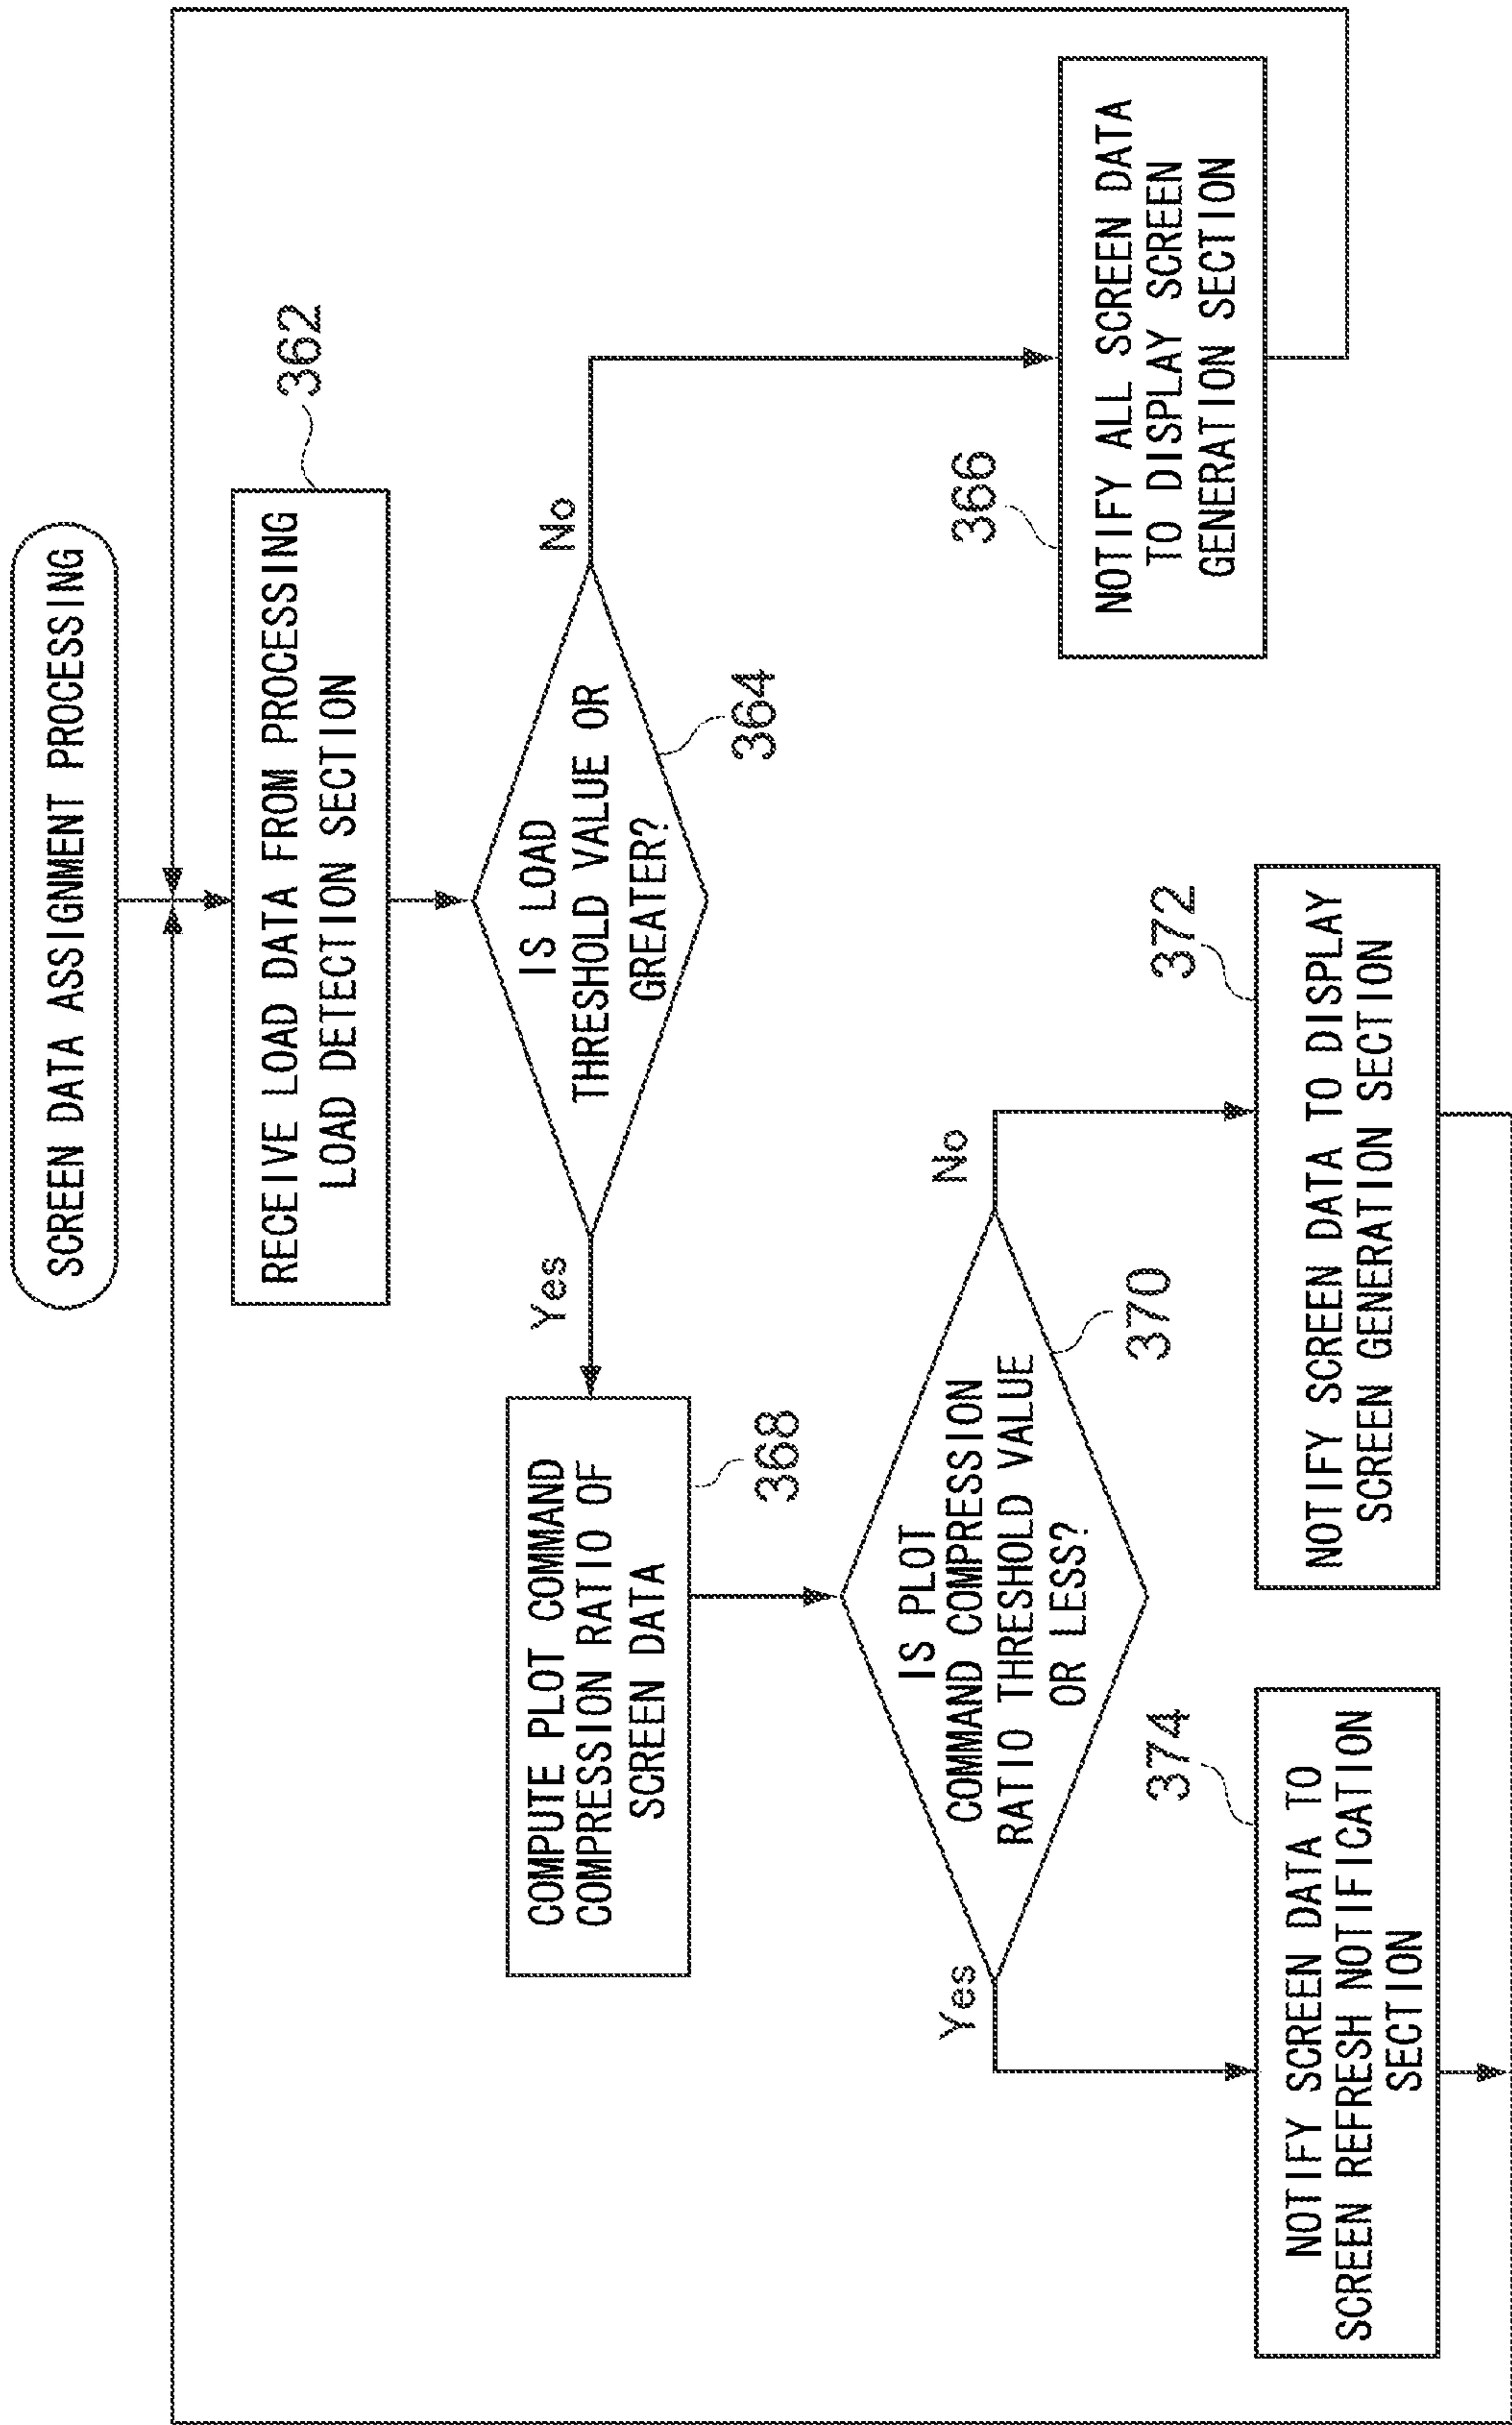 SCREEN DATA ASSIGNMENT PROCESSING
RECEIVE LOAD DATA FROM PROCESSING
LOAD DETECTION SECTION
362
IS LOAD
THRESHOLD VALUE OR
GREATER?
364
No
Yes
NOTIFY ALL SCREEN DATA
TO DISPLAY SCREEN
GENERATION SECTION
366
COMPUTE PLOT COMMAND
COMPRESSION RATIO OF
SCREEN DATA
368
IS PLOT
COMMAND COMPRESSION
RATIO THRESHOLD VALUE
OR LESS?
370
No
Yes
NOTIFY SCREEN DATA TO DISPLAY
SCREEN GENERATION SECTION
372
NOTIFY SCREEN DATA TO
SCREEN REFRESH NOTIFICATION
SECTION
374